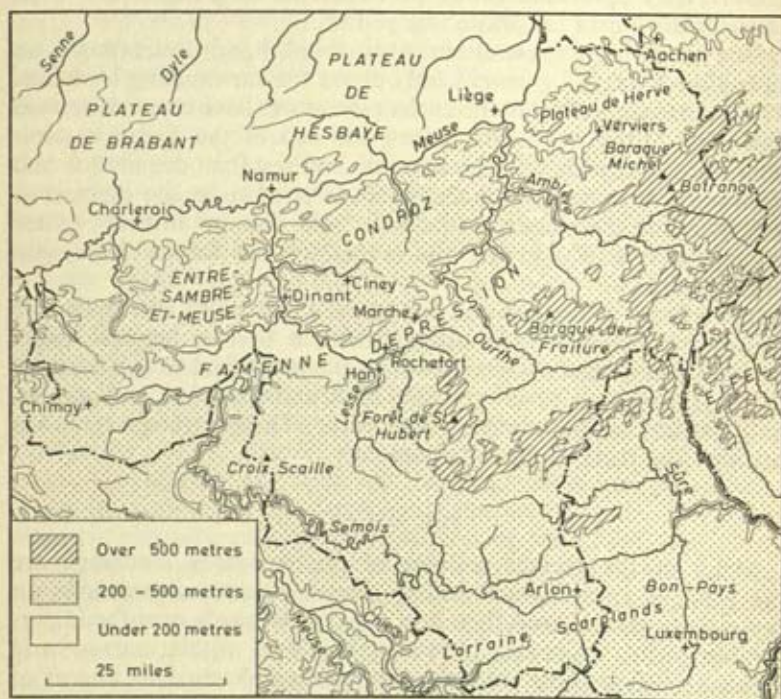 Senne
Dyle
PLATEAU
DE BRABANT
PLATEAU
DE
HESBAYE
Aachen
Liège
Plateau de Herve
Verviers
Meuse
Baraque
Michel
Botrange
Namur
Amblève
Charleroi
CONDROZ
ENTRE-
SAMBRE
ET-MEUSE
Ciney
Dinant
Marche
DEPRESSION
Baraque de
Fraiture
Ourthe
Rochefort
FAMENNE
Han
Lesse
Chimay
Forêt de St
Hubert
EIFEL
Croix Scaille
Sûre
Semois
Over 500 metres
200 - 500 metres
Under 200 metres
25 miles
Arlon
Bon-Pays
Scarplands
Luxembourg
Chiers
Meuse
Lorraine